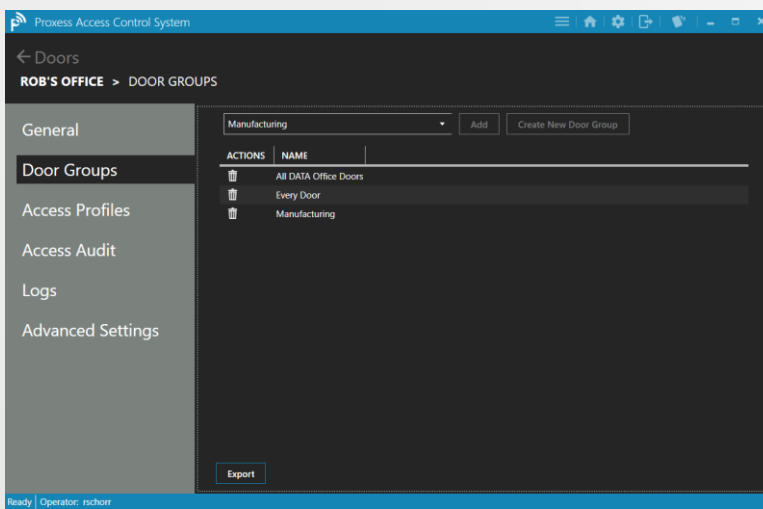 Proxess Access Control System
Doors
ROB'S OFFICE > DOOR GROUPS
General
Door Groups
Access Profiles
Access Audit
Logs
Advanced Settings
Manufacturing Add Create New Door Group
ACTIONS NAME
All DATA Office Doors
Every Door
Manufacturing
Export
Ready Operator: rschorr